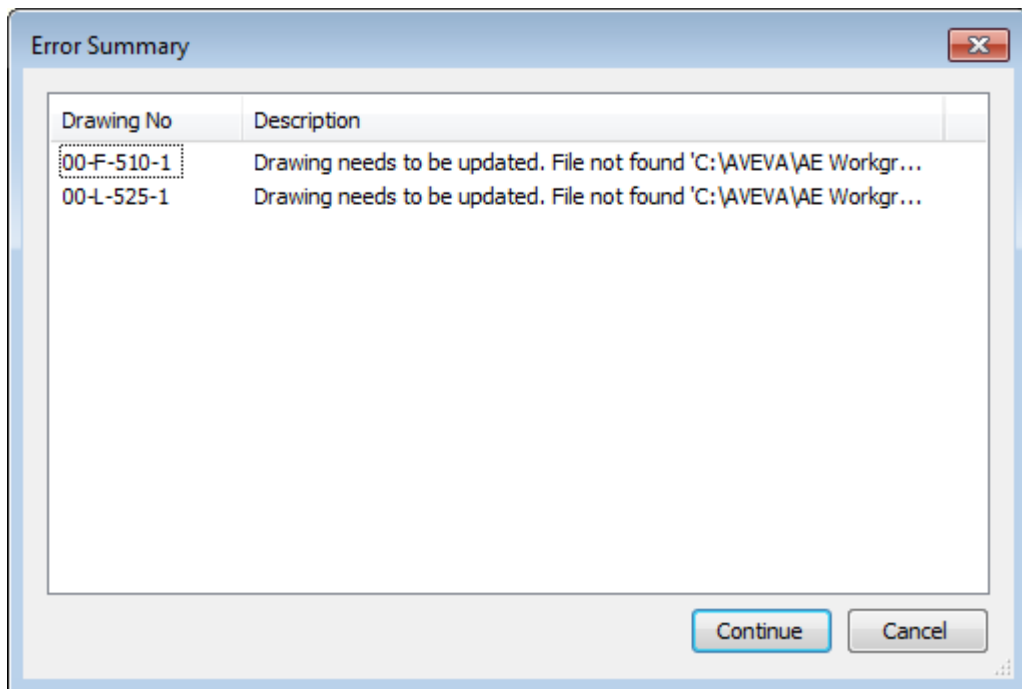 Error Summary
Drawing No Description
00-F-510-1 Drawing needs to be updated. File not found 'C:\AVEVA\AE Workgr...
00-L-525-1 Drawing needs to be updated. File not found 'C:\AVEVA\AE Workgr...
Continue Cancel